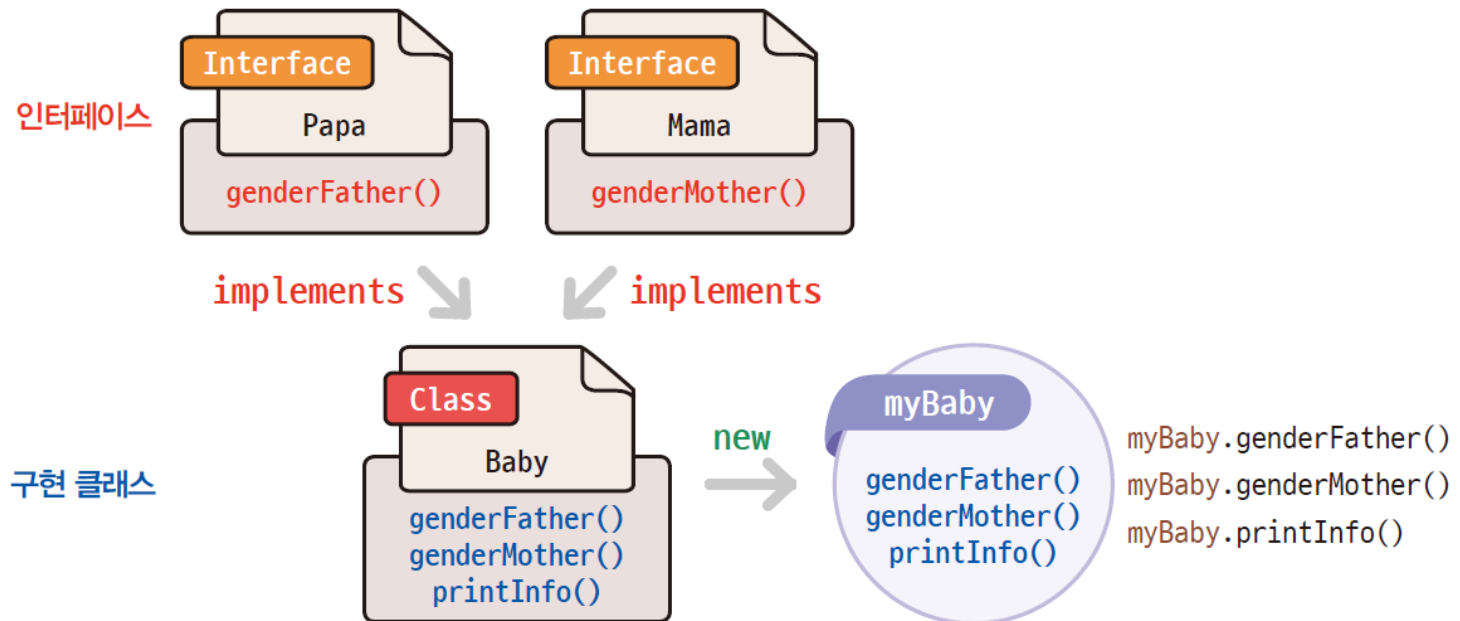 Interface
Papa
genderFather()
Interface
Mama
genderMother()
인터페이스
implements
implements
Class
Baby
genderFather()
genderMother()
printInfo()
구현 클래스
new
myBaby
genderFather()
genderMother()
printInfo()
myBaby.genderFather()
myBaby.genderMother()
myBaby.printInfo()